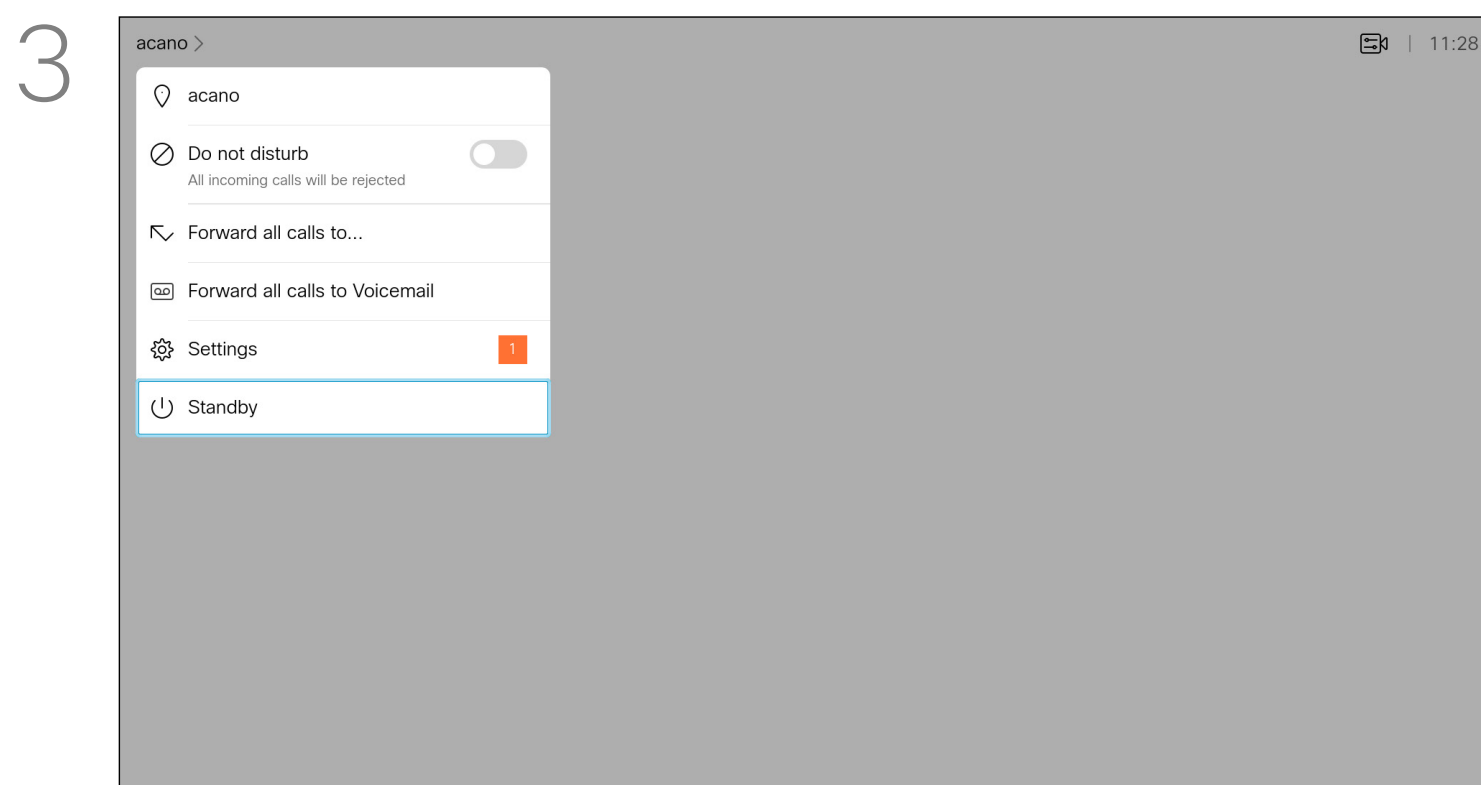 3
acano >
11:28
acano
Do not disturb
All incoming calls will be rejected
Forward all calls to...
Forward all calls to Voicemail
Settings 1
Standby